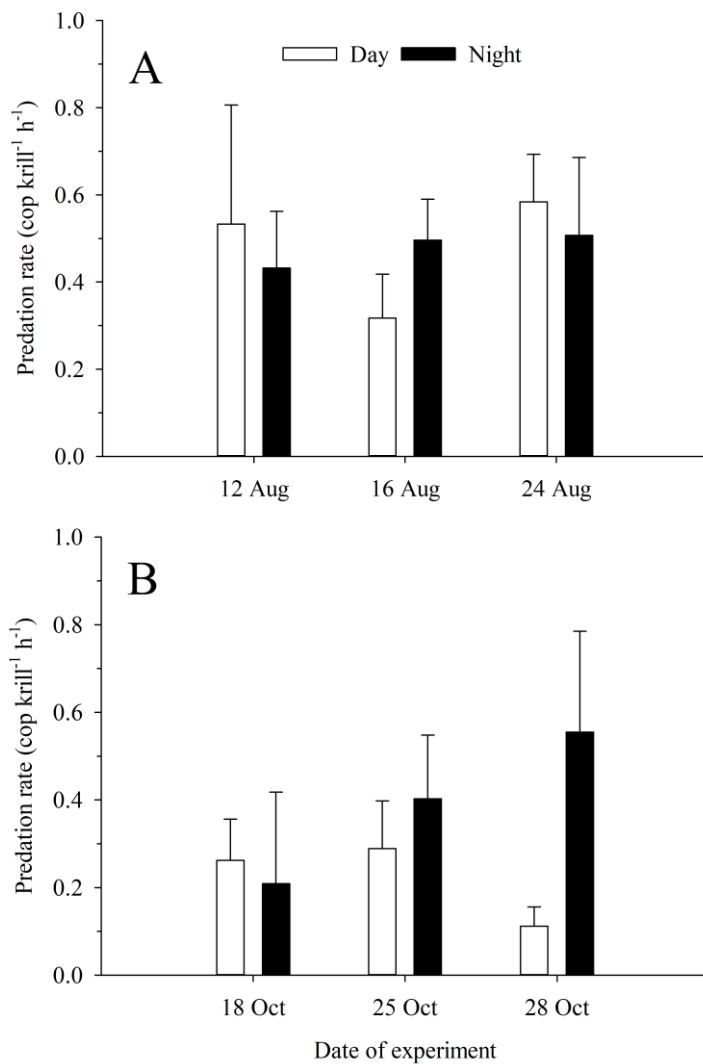 A
Day
Night
1.0
0.8
0.6
0.4
0.2
0.0
Predation rate (cop krill⁻¹ h⁻¹)
12 Aug
16 Aug
24 Aug
B
1.0
0.8
0.6
0.4
0.2
0.0
Predation rate (cop krill⁻¹ h⁻¹)
18 Oct
25 Oct
28 Oct
Date of experiment